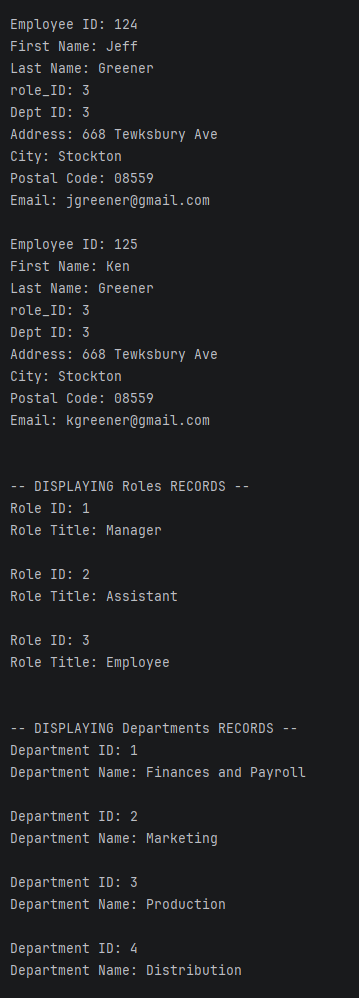 Employee ID: 124
First Name: Jeff
Last Name: Greener
role_ID: 3
Dept ID: 3
Address: 668 Tewksbury Ave
City: Stockton
Postal Code: 08559
Email: jgreener@gmail.com
Employee ID: 125
First Name: Ken
Last Name: Greener
role_ID: 3
Dept ID: 3
Address: 668 Tewksbury Ave
City: Stockton
Postal Code: 08559
Email: kgreener@gmail.com
-- DISPLAYING Roles RECORDS --
Role ID: 1
Role Title: Manager
Role ID: 2
Role Title: Assistant
Role ID: 3
Role Title: Employee
-- DISPLAYING Departments RECORDS --
Department ID: 1
Department Name: Finances and Payroll
Department ID: 2
Department Name: Marketing
Department ID: 3
Department Name: Production
Department ID: 4
Department Name: Distribution